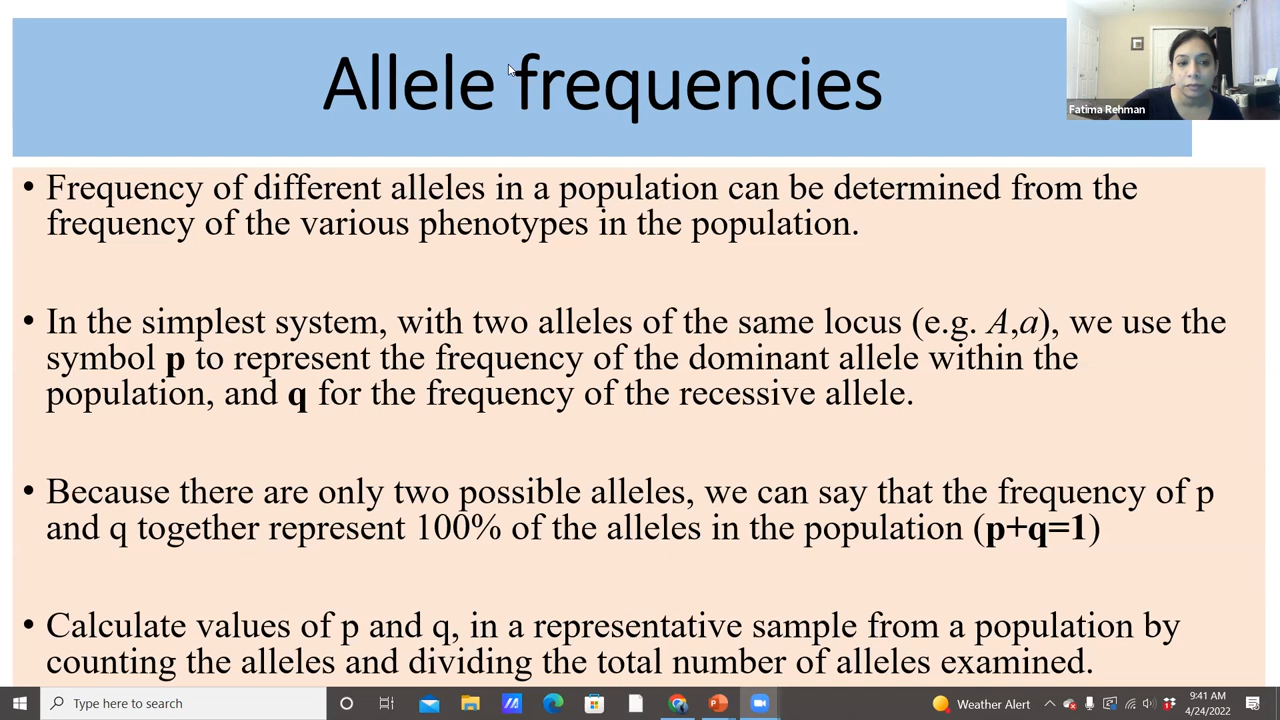 Allele frequencies
Fatima Rehman
• Frequency of different alleles in a population can be determined from the
frequency of the various phenotypes in the population.
• In the simplest system, with two alleles of the same locus (e.g. A,a), we use the
symbol p to represent the frequency of the dominant allele within the
population, and q for the frequency of the recessive allele.
• Because there are only two possible alleles, we can say that the frequency of p
and q together represent 100% of the alleles in the population (p+q=1)
• Calculate values of p and q, in a representative sample from a population by
counting the alleles and dividing the total number of alleles examined.
Type here to search
Weather Alert
9:41 AM
4/24/2022